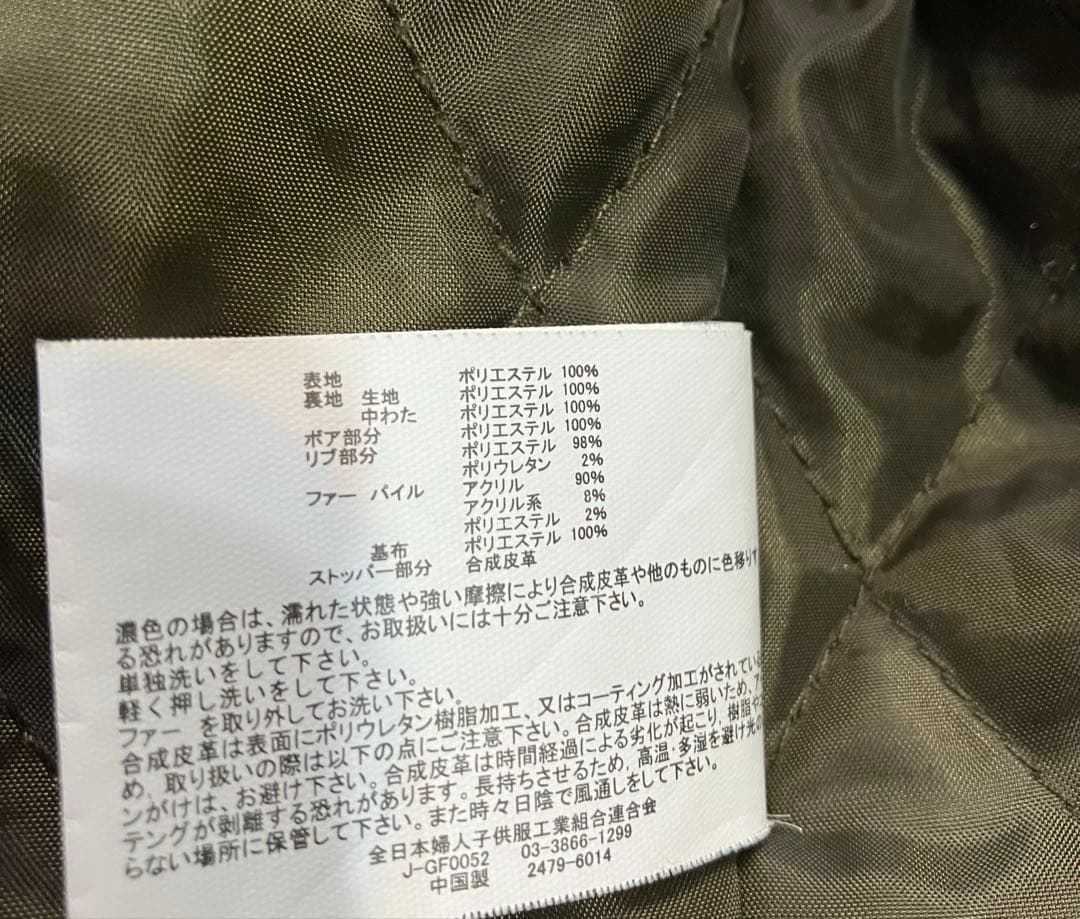 表地 ポリエステル 100%
裏地 生地 ポリエステル 100%
中わた ポリエステル 100%
ボア部分 ポリエステル 100%
リブ部分 ポリエステル 98%
ポリウレタン 2%
ファー パイル アクリル 90%
アクリル系 8%
ポリエステル 2%
基布 ポリエステル 100%
ストッパー部分 合成皮革
濃色の場合は、濡れた状態や強い摩擦により合成皮革や他のものに色移りす
る恐れがありますので、お取扱いには十分ご注意下さい。
単独洗いをして下さい。
軽く押し洗いをして下さい。
ファー を取り外してお洗い下さい。
合成皮革は表面にポリウレタン樹脂加工、又はコーティング加工がされている
め、取り扱いの際は以下の点にご注意下さい。合成皮革は熱に弱いため、ア
ンがけは、お避け下さい。合成皮革は時間経過による劣化が起こり、樹脂や
テングが剥離する恐れがあります。長持ちさせるため、高温・多湿を避け光の
らない場所に保管して下さい。また時々日陰で風通しをして下さい。
全日本婦人子供服工業組合連合会
J-GF0052 03-3866-1299
中国製 2479-6014